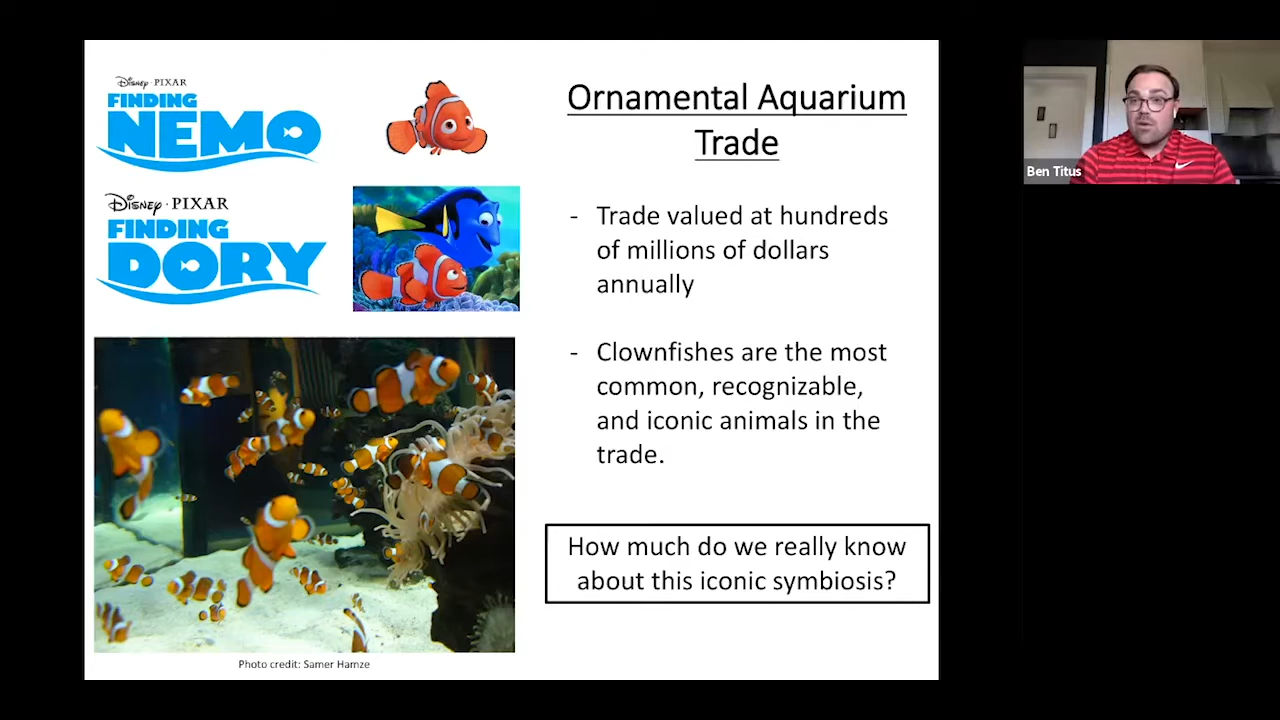 Disney·PIXAR
FINDING
NEMO
Disney·PIXAR
FINDING
DORY
Photo credit: Samer Hamze
Ornamental Aquarium
Trade
- Trade valued at hundreds
of millions of dollars
annually
- Clownfishes are the most
common, recognizable,
and iconic animals in the
trade.
How much do we really know
about this iconic symbiosis?
Ben Titus